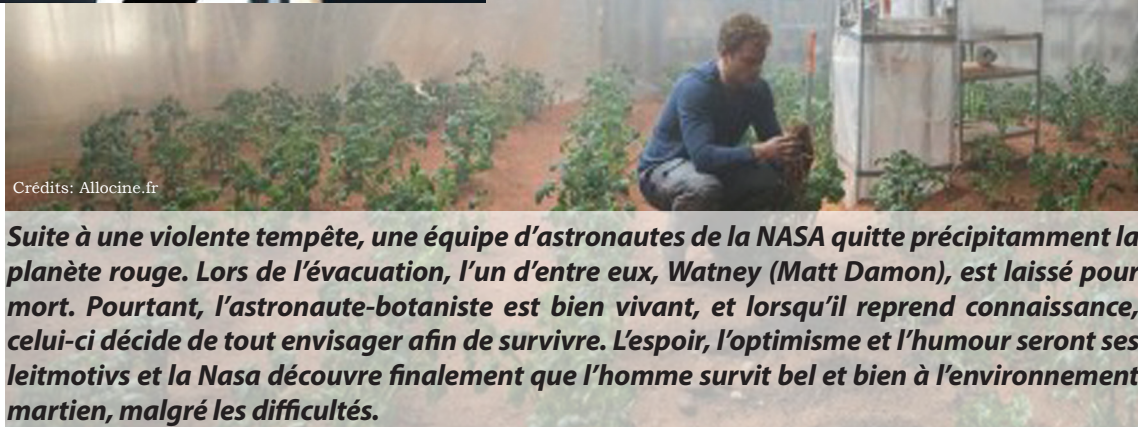 Crédits: Allocine.fr
Suite à une violente tempête, une équipe d'astronautes de la NASA quitte précipitamment la
planète rouge. Lors de l'évacuation, l'un d'entre eux, Watney (Matt Damon), est laissé pour
mort. Pourtant, l'astronaute-botaniste est bien vivant, et lorsqu'il reprend connaissance,
celui-ci décide de tout envisager afin de survivre. L'espoir, l'optimisme et l'humour seront ses
leitmotivs et la Nasa découvre finalement que l'homme survit bel et bien à l'environnement
martien, malgré les difficultés.